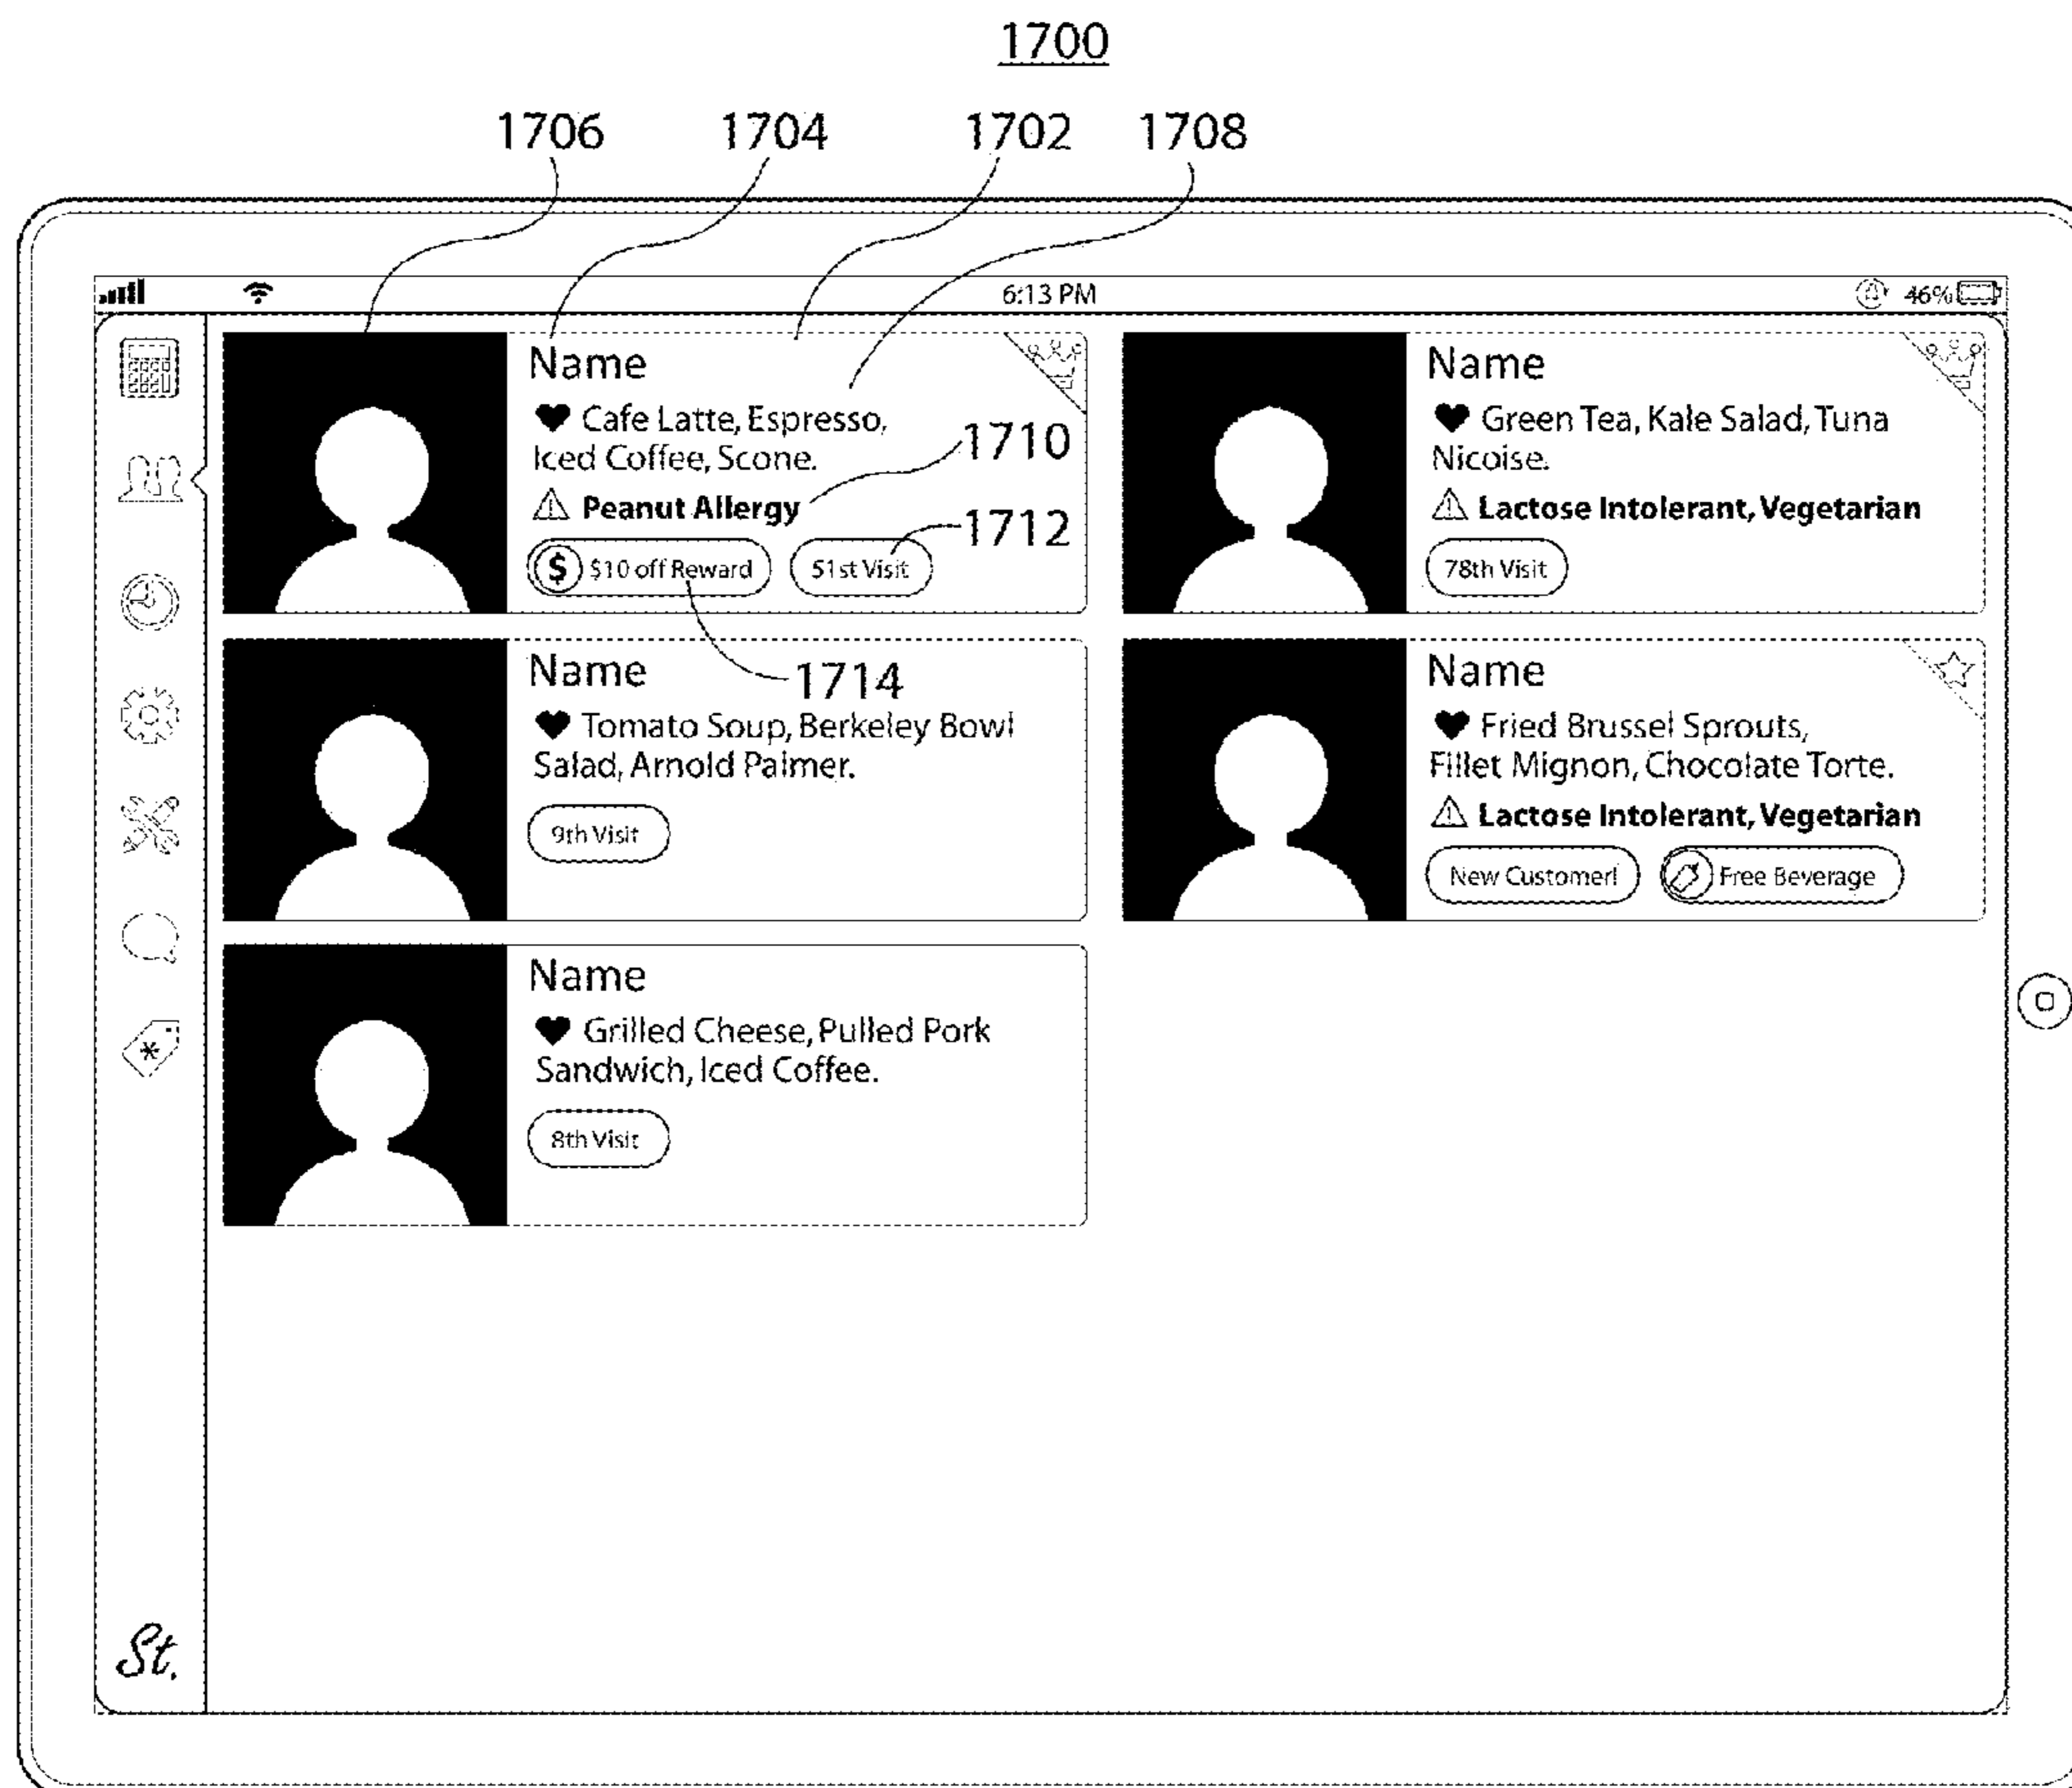 1700
1706 1704 1702 1708
6:13 PM 46%
Name
Cafe Latte, Espresso,
Iced Coffee, Scone.
1710
Peanut Allergy
1712
$ $10 off Reward 51st Visit
1714
Name
Green Tea, Kale Salad, Tuna
Nicoise.
Lactose Intolerant, Vegetarian
78th Visit
Name
Tomato Soup, Berkeley Bowl
Salad, Arnold Palmer.
9th Visit
Name
Fried Brussel Sprouts,
Fillet Mignon, Chocolate Torte.
Lactose Intolerant, Vegetarian
New Customer! Free Beverage
Name
Grilled Cheese, Pulled Pork
Sandwich, Iced Coffee.
8th Visit
St.